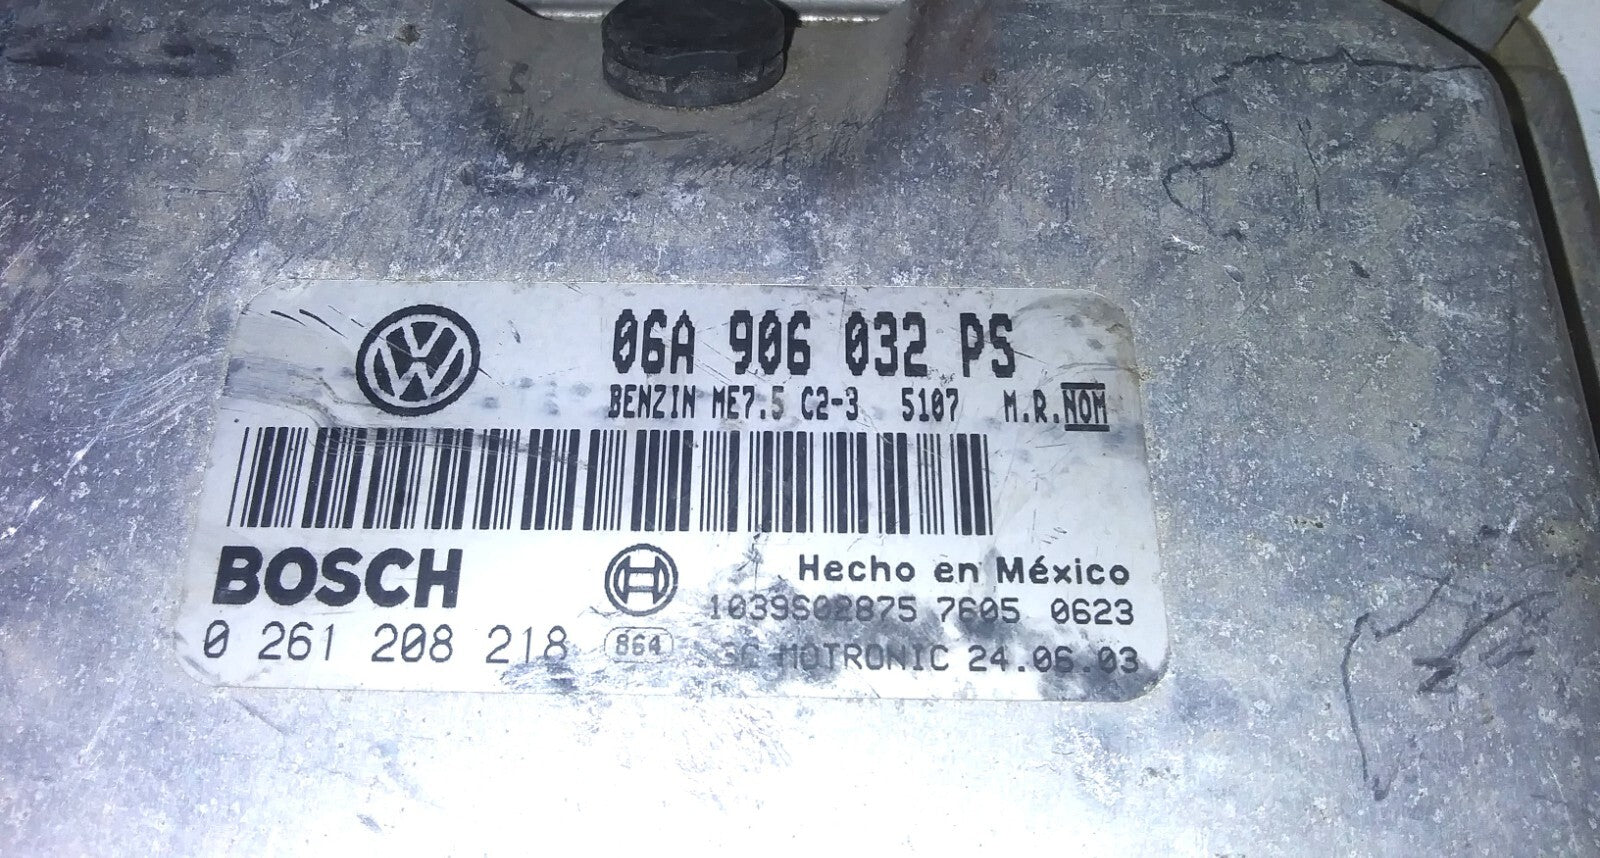 06A 906 032 PS
BENZIN ME7.5 C2-3 5107 M.R.NOM
BOSCH
Hecho en México
1039S02875 7605 0623
0 261 208 218 864 MOTRONIC 24.06.03